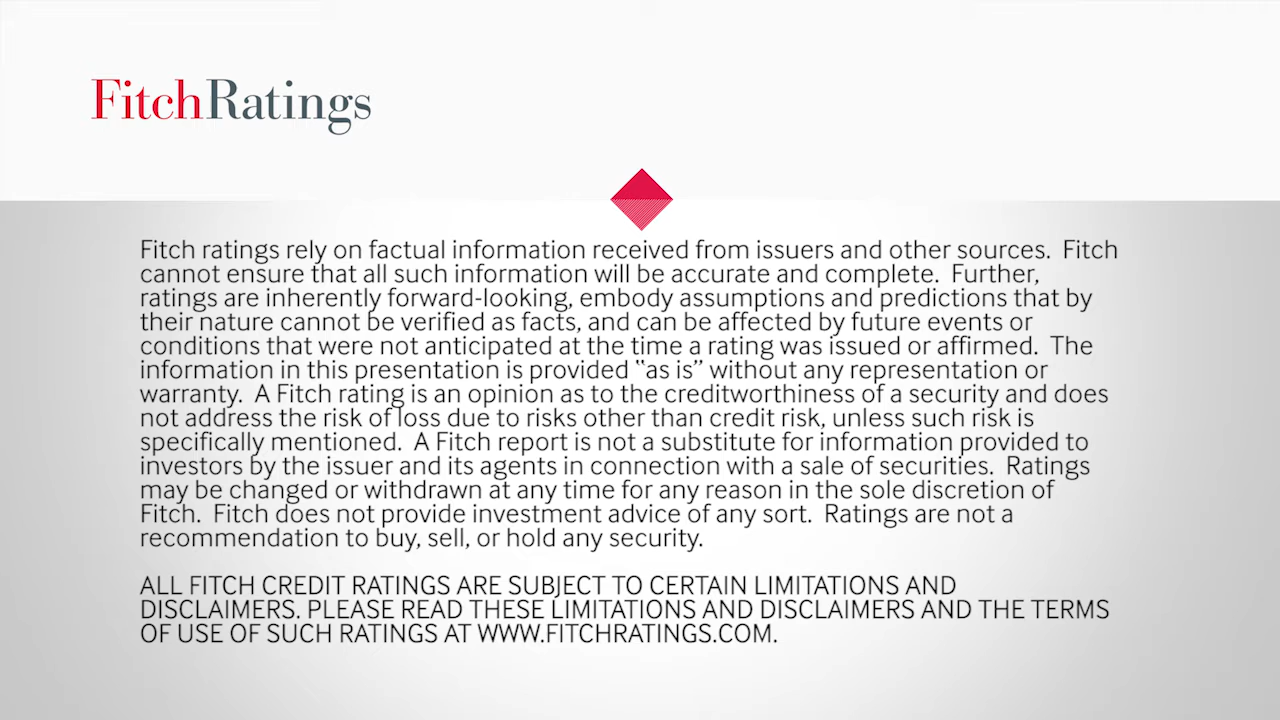 FitchRatings
Fitch ratings rely on factual information received from issuers and other sources.  Fitch
cannot ensure that all such information will be accurate and complete.  Further,
ratings are inherently forward-looking, embody assumptions and predictions that by
their nature cannot be verified as facts, and can be affected by future events or
conditions that were not anticipated at the time a rating was issued or affirmed.  The
information in this presentation is provided “as is” without any representation or
warranty.  A Fitch rating is an opinion as to the creditworthiness of a security and does
not address the risk of loss due to risks other than credit risk, unless such risk is
specifically mentioned.  A Fitch report is not a substitute for information provided to
investors by the issuer and its agents in connection with a sale of securities.  Ratings
may be changed or withdrawn at any time for any reason in the sole discretion of
Fitch.  Fitch does not provide investment advice of any sort.  Ratings are not a
recommendation to buy, sell, or hold any security.
ALL FITCH CREDIT RATINGS ARE SUBJECT TO CERTAIN LIMITATIONS AND
DISCLAIMERS. PLEASE READ THESE LIMITATIONS AND DISCLAIMERS AND THE TERMS
OF USE OF SUCH RATINGS AT WWW.FITCHRATINGS.COM.